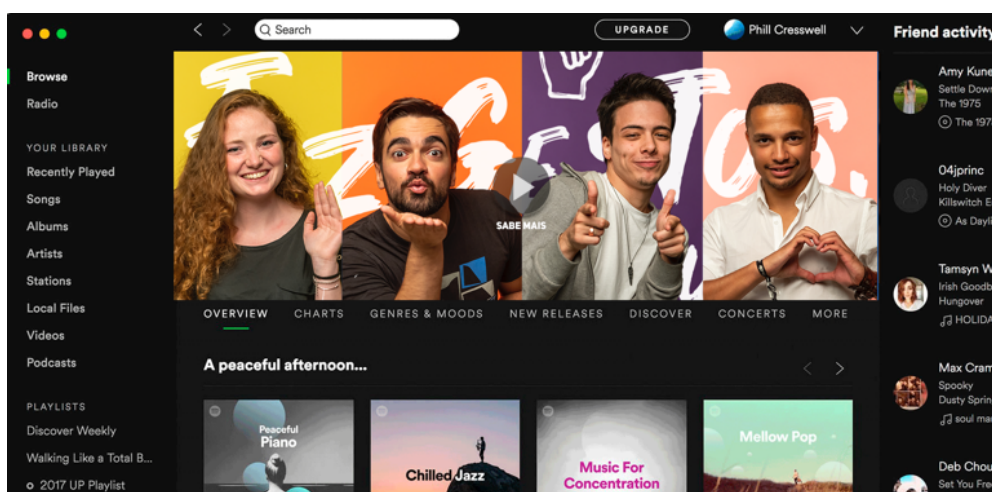 Search
UPGRADE
Phill Cresswell
Friend activity
Browse
Radio
YOUR LIBRARY
Recently Played
Songs
Albums
Artists
Stations
Local Files
Videos
Podcasts
PLAYLISTS
Discover Weekly
Walking Like a Total B...
2017 UP Playlist
SABE MAIS
OVERVIEW
CHARTS
GENRES & MOODS
NEW RELEASES
DISCOVER
CONCERTS
MORE
A peaceful afternoon...
Peaceful
Piano
Chilled Jazz
Music For
Concentration
Mellow Pop
Amy Kune
Settle Down
The 1975
The 197
04jprinc
Holy Diver
Killswitch E
As Dayli
Tamsyn W
Irish Goodb
Hungover
HOLIDA
Max Cram
Spooky
Dusty Sprin
soul ma
Deb Chou
Set You Fre